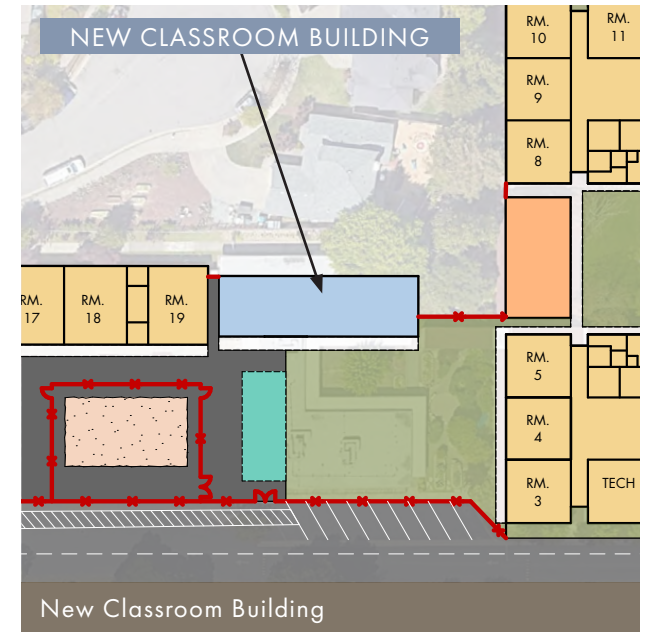 NEW CLASSROOM BUILDING
RM.
10
RM.
11
RM.
9
RM.
8
RM.
17
RM.
18
RM.
19
RM.
5
RM.
4
RM.
3
TECH
New Classroom Building